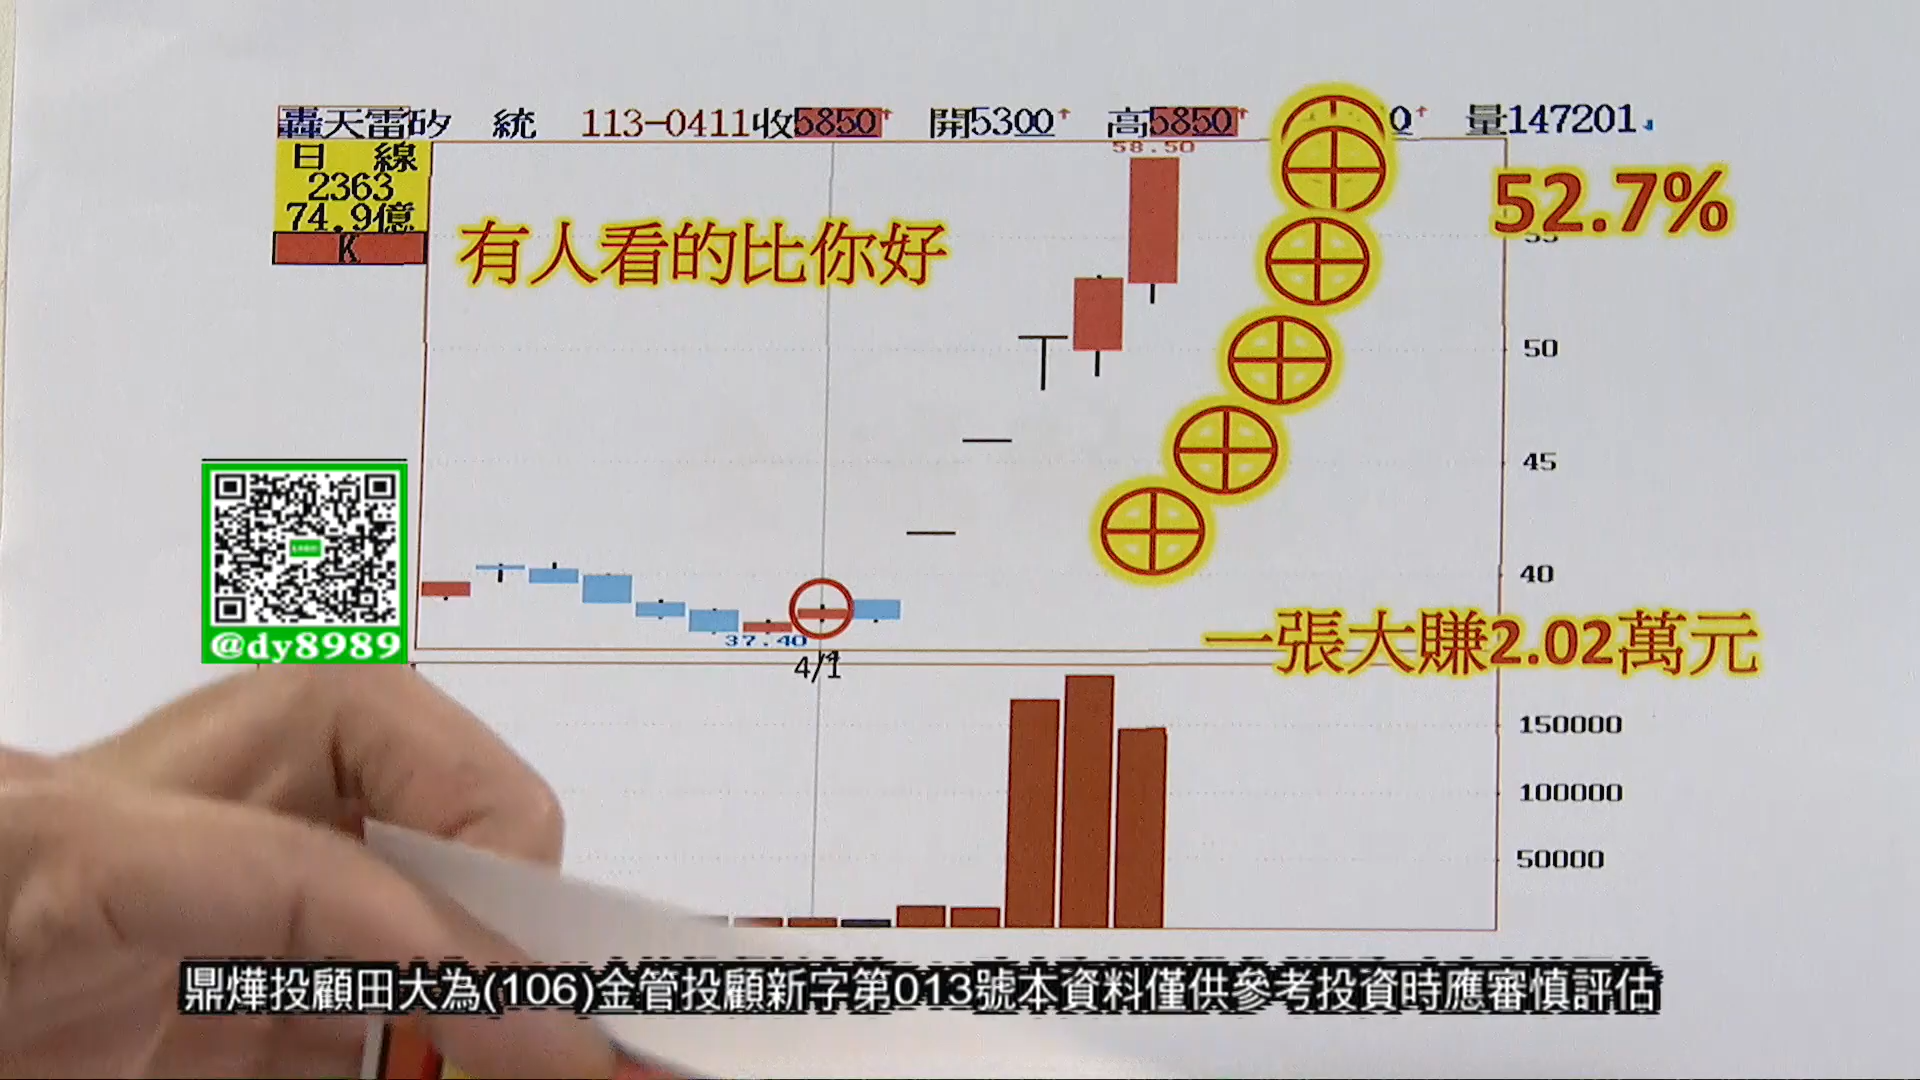 轟天雷矽 統 113-0411收5850↑ 開5300↑ 高5850↑ 0↑ 量147201
日 線
2363
74.9億
K
58.50
52.7%
55
有人看的比你好
50
45
40
37.40
4/1
一張大賺2.02萬元
@dy8989
150000
100000
50000
鼎燁投顧田大為(106)金管投顧新字第013號本資料僅供參考投資時應審慎評估